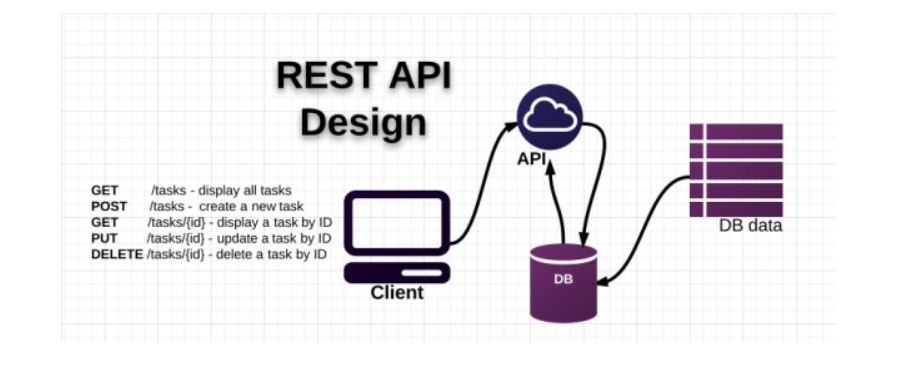 REST API
Design
GET /tasks - display all tasks
POST /tasks - create a new task
GET /tasks/{id} - display a task by ID
PUT /tasks/{id} - update a task by ID
DELETE /tasks/{id} - delete a task by ID
Client
API
DB
DB data